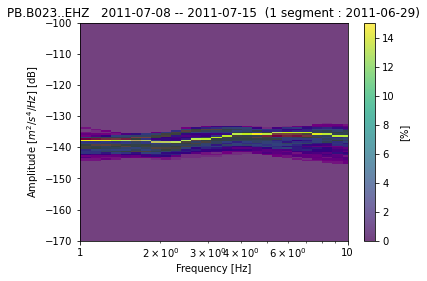 PB.B023..EHZ   2011-07-08 -- 2011-07-15  (1 segment : 2011-06-29)
−100
−110
−120
−130
−140
−150
−160
−170
Amplitude [m²/s⁴/Hz] [dB]
1
2 × 10⁰
3 × 10⁰
4 × 10⁰
6 × 10⁰
10
Frequency [Hz]
14
12
10
8
6
4
2
0
[%]